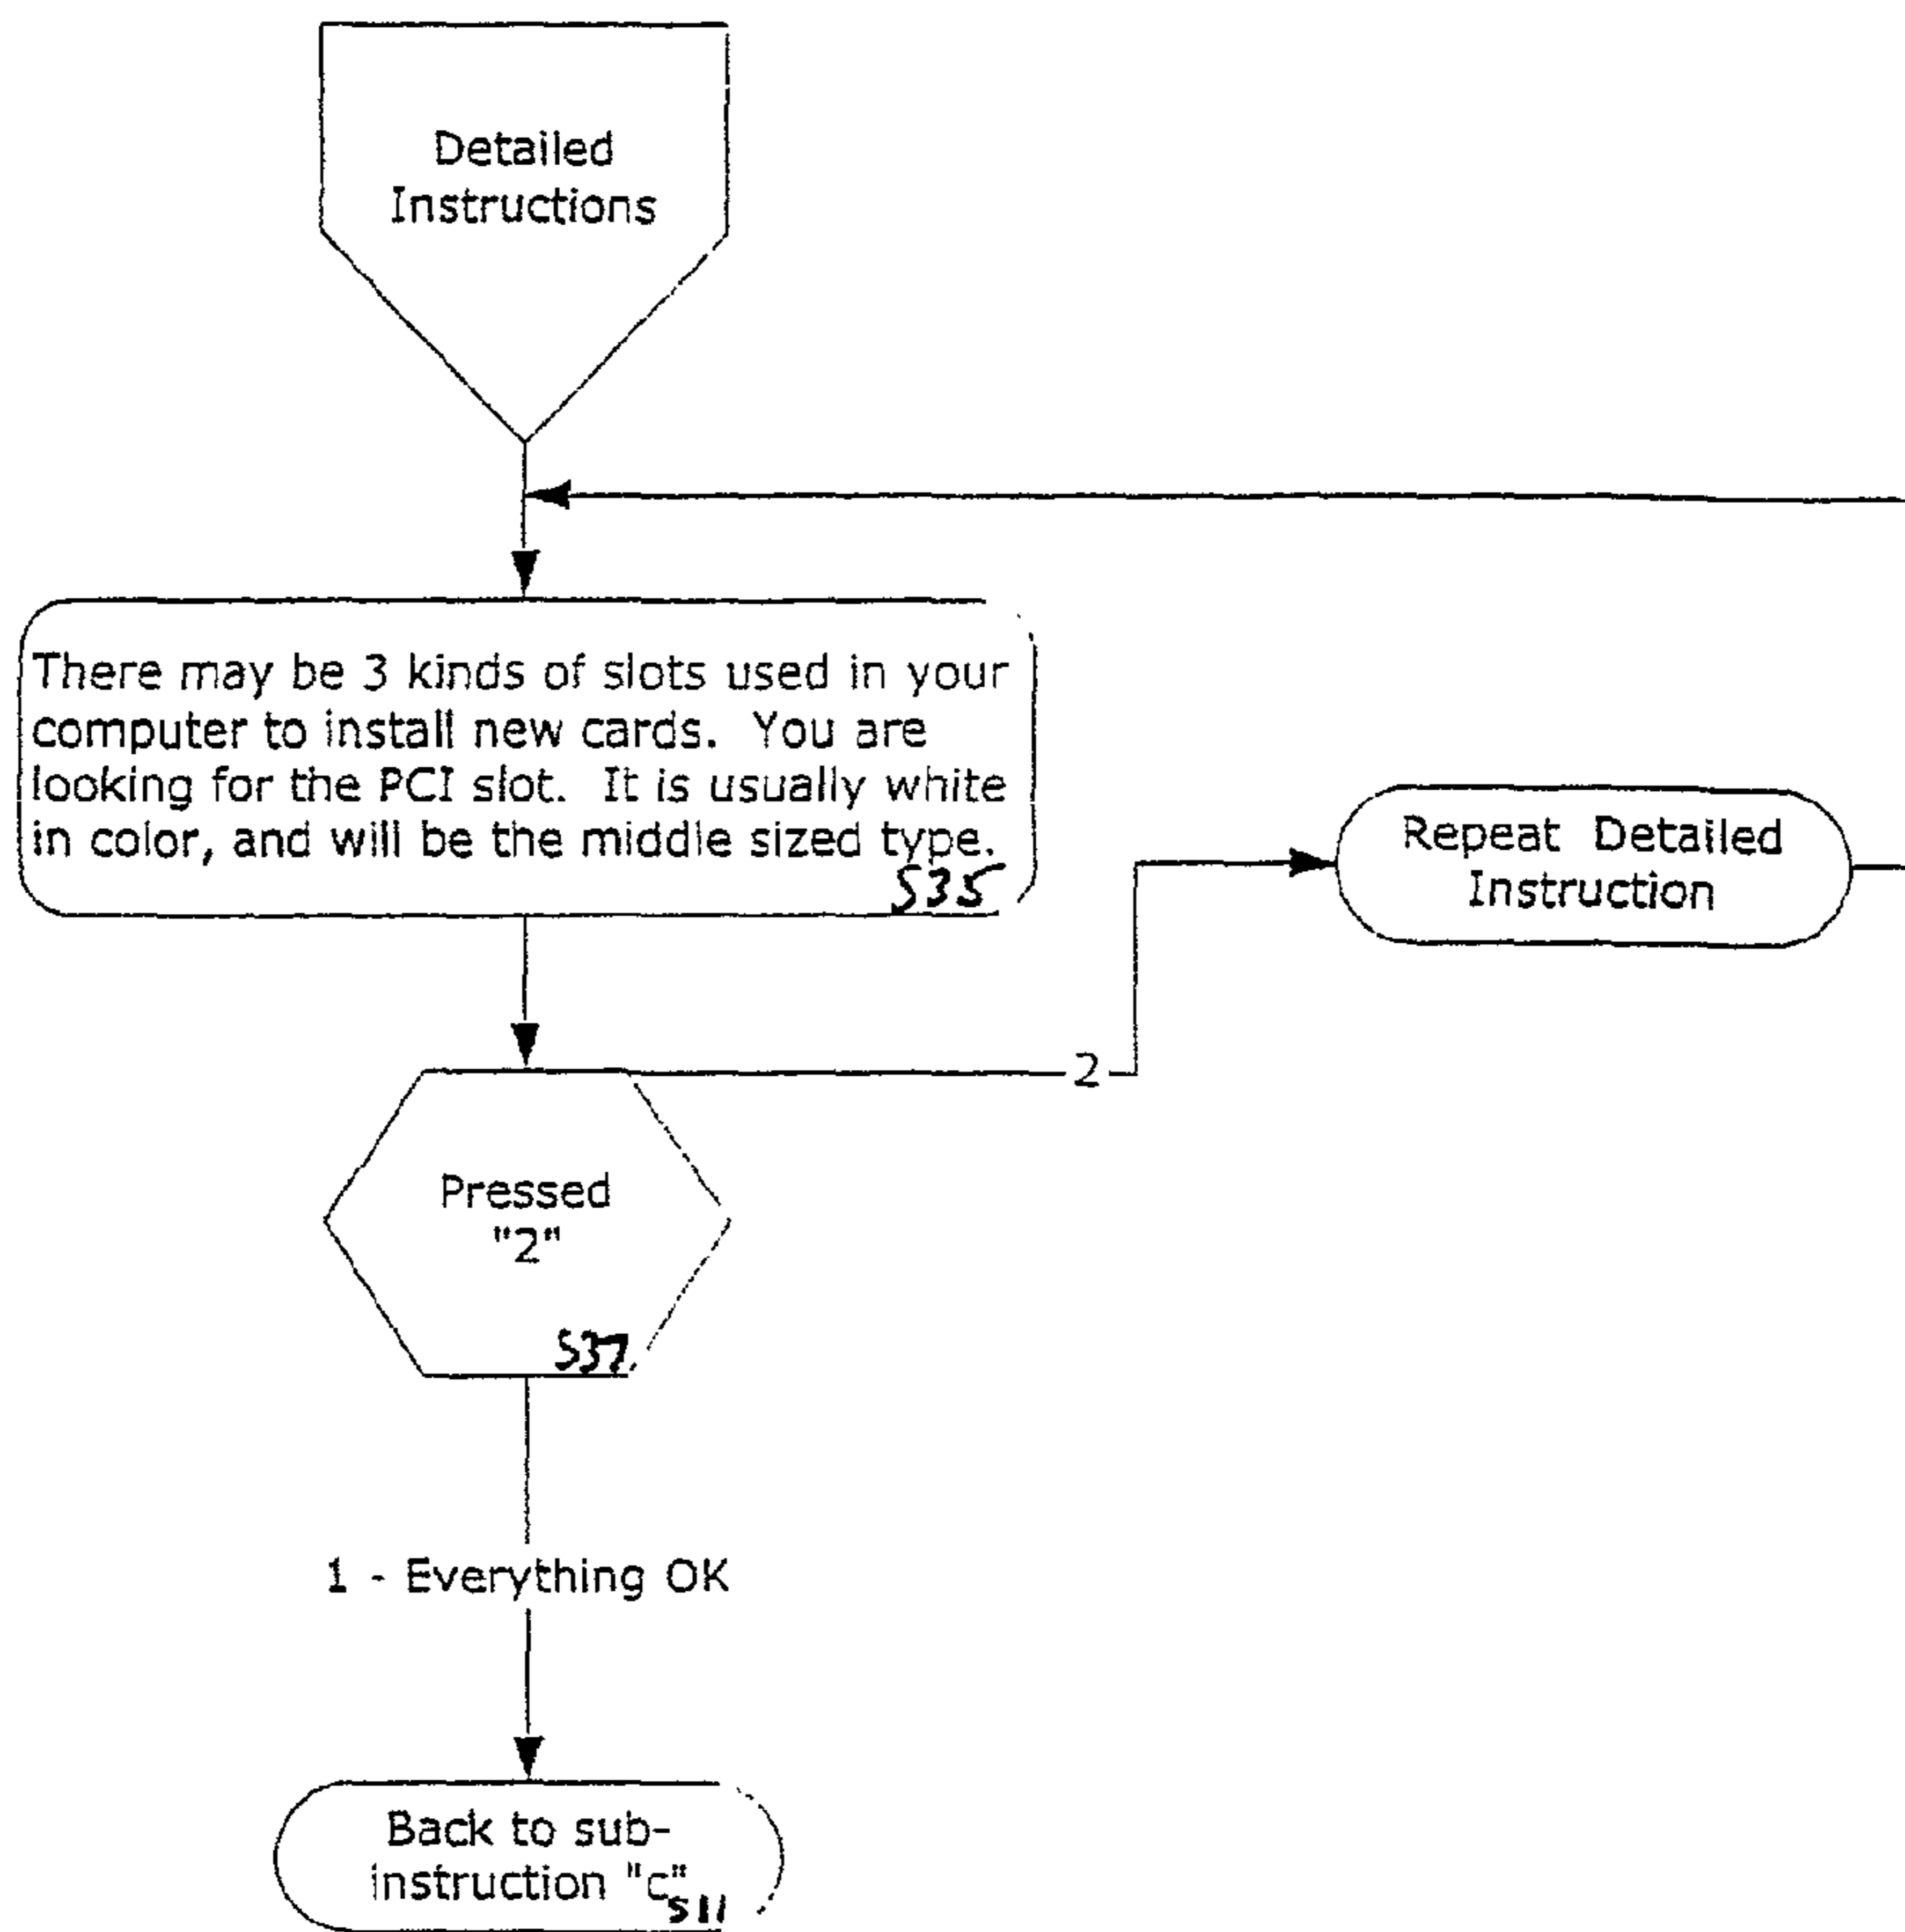 Detailed
Instructions
There may be 3 kinds of slots used in your
computer to install new cards.  You are
looking for the PCI slot.  It is usually white
in color, and will be the middle sized type.
S35
Repeat Detailed
Instruction
2
Pressed
"2"
S37
1 - Everything OK
Back to sub-
instruction "c"
S11